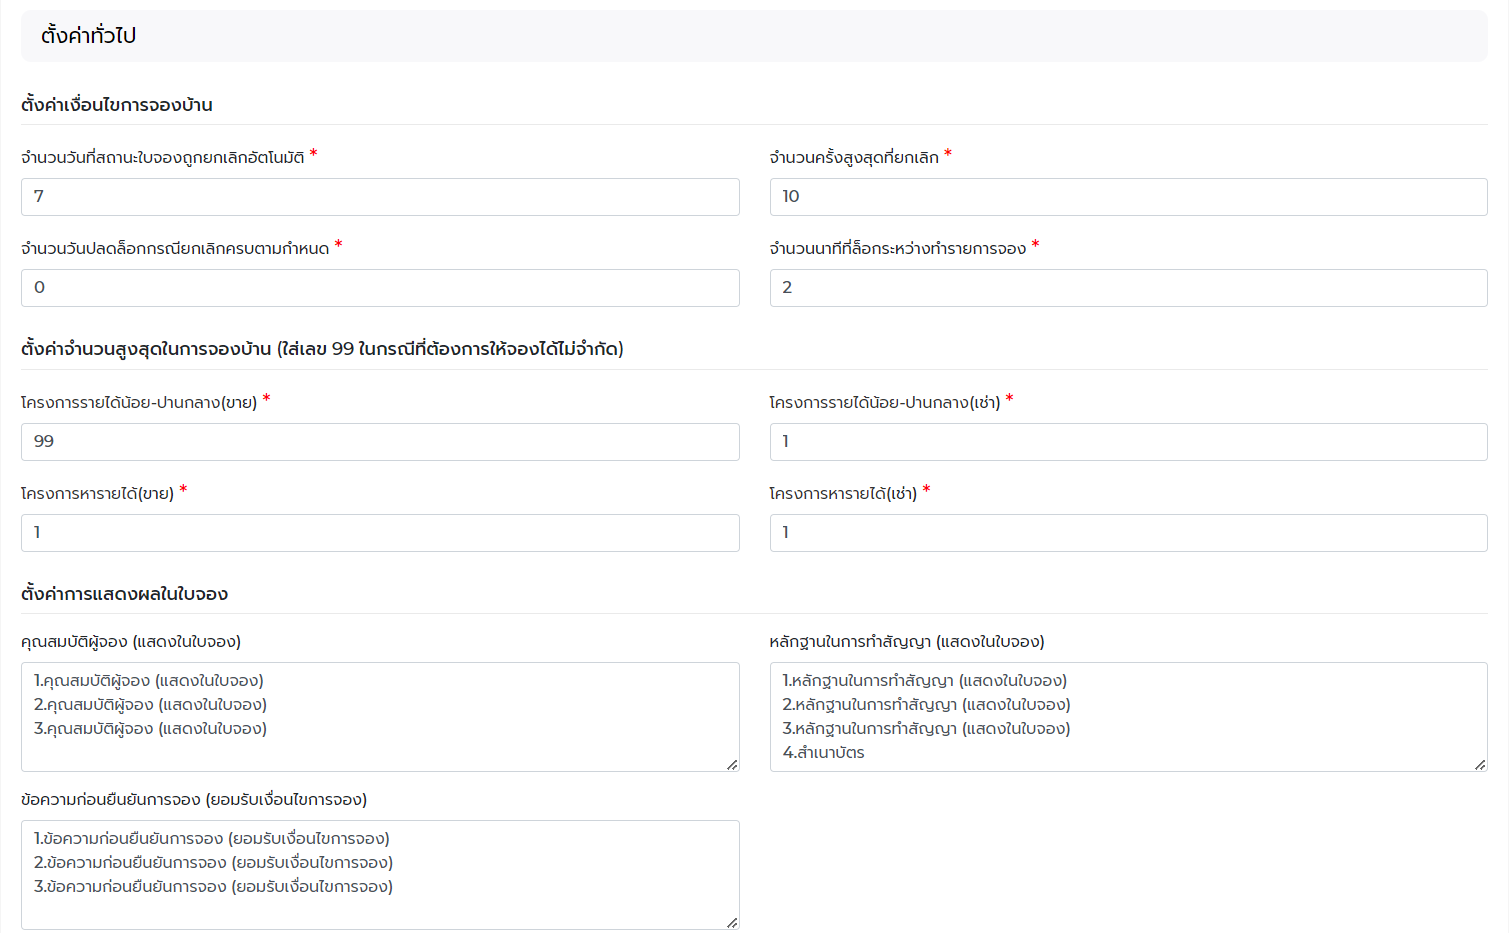 ตั้งค่าทั่วไป
ตั้งค่าเงื่อนไขการจองบ้าน
จำนวนวันที่สถานะใบจองถูกยกเลิกอัตโนมัติ *
จำนวนครั้งสูงสุดที่ยกเลิก *
7
10
จำนวนวันปลดล็อกกรณียกเลิกครบตามกำหนด *
จำนวนนาทีที่ล็อกระหว่างทำรายการจอง *
0
2
ตั้งค่าจำนวนสูงสุดในการจองบ้าน (ใส่เลข 99 ในกรณีที่ต้องการให้จองได้ไม่จำกัด)
โครงการรายได้น้อย-ปานกลาง(ขาย) *
โครงการรายได้น้อย-ปานกลาง(เช่า) *
99
1
โครงการหารายได้(ขาย) *
โครงการหารายได้(เช่า) *
1
1
ตั้งค่าการแสดงผลในใบจอง
คุณสมบัติผู้จอง (แสดงในใบจอง)
1.คุณสมบัติผู้จอง (แสดงในใบจอง)
2.คุณสมบัติผู้จอง (แสดงในใบจอง)
3.คุณสมบัติผู้จอง (แสดงในใบจอง)
หลักฐานในการทำสัญญา (แสดงในใบจอง)
1.หลักฐานในการทำสัญญา (แสดงในใบจอง)
2.หลักฐานในการทำสัญญา (แสดงในใบจอง)
3.หลักฐานในการทำสัญญา (แสดงในใบจอง)
4.สำเนาบัตร
ข้อความก่อนยืนยันการจอง (ยอมรับเงื่อนไขการจอง)
1.ข้อความก่อนยืนยันการจอง (ยอมรับเงื่อนไขการจอง)
2.ข้อความก่อนยืนยันการจอง (ยอมรับเงื่อนไขการจอง)
3.ข้อความก่อนยืนยันการจอง (ยอมรับเงื่อนไขการจอง)